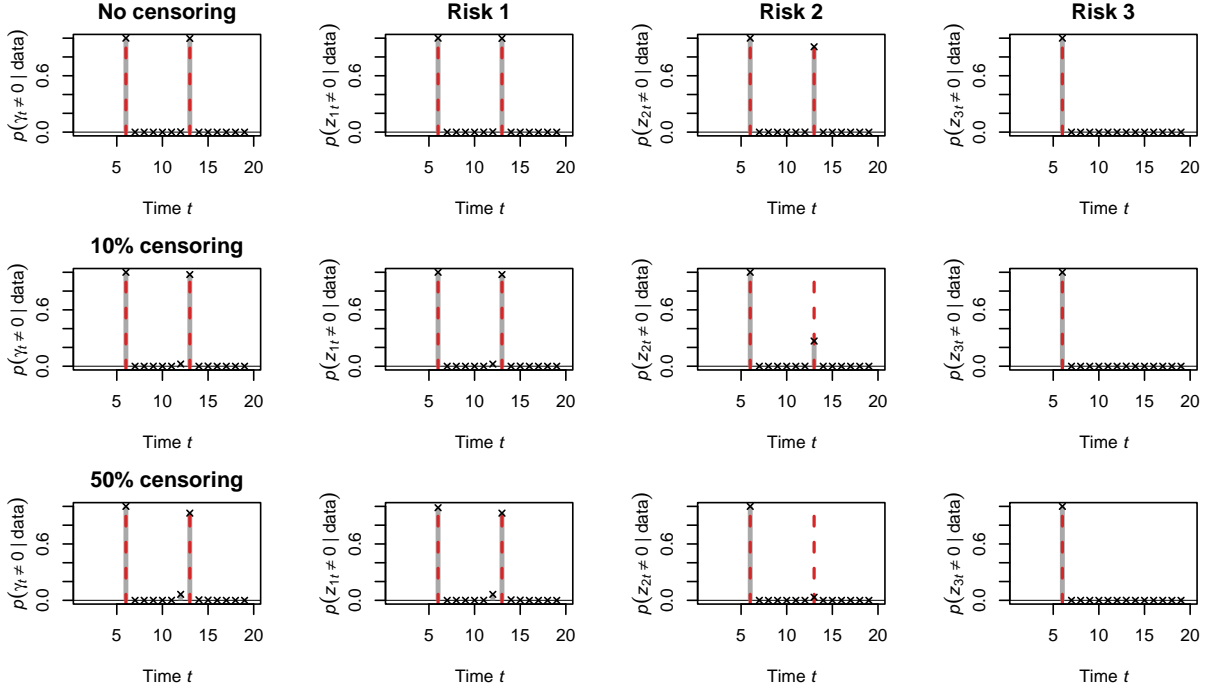 No censoring
p(γt ≠ 0 | data)
0.0 0.6
5 10 15 20
Time t
Risk 1
p(z1t ≠ 0 | data)
0.0 0.6
5 10 15 20
Time t
Risk 2
p(z2t ≠ 0 | data)
0.0 0.6
5 10 15 20
Time t
Risk 3
p(z3t ≠ 0 | data)
0.0 0.6
5 10 15 20
Time t
10% censoring
p(γt ≠ 0 | data)
0.0 0.6
5 10 15 20
Time t
p(z1t ≠ 0 | data)
0.0 0.6
5 10 15 20
Time t
p(z2t ≠ 0 | data)
0.0 0.6
5 10 15 20
Time t
p(z3t ≠ 0 | data)
0.0 0.6
5 10 15 20
Time t
50% censoring
p(γt ≠ 0 | data)
0.0 0.6
5 10 15 20
Time t
p(z1t ≠ 0 | data)
0.0 0.6
5 10 15 20
Time t
p(z2t ≠ 0 | data)
0.0 0.6
5 10 15 20
Time t
p(z3t ≠ 0 | data)
0.0 0.6
5 10 15 20
Time t